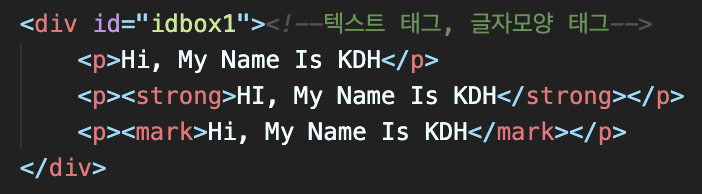 <div id="idbox1"><!--텍스트 태그, 글자모양 태그-->
<p>Hi, My Name Is KDH</p>
<p><strong>HI, My Name Is KDH</strong></p>
<p><mark>Hi, My Name Is KDH</mark></p>
</div>